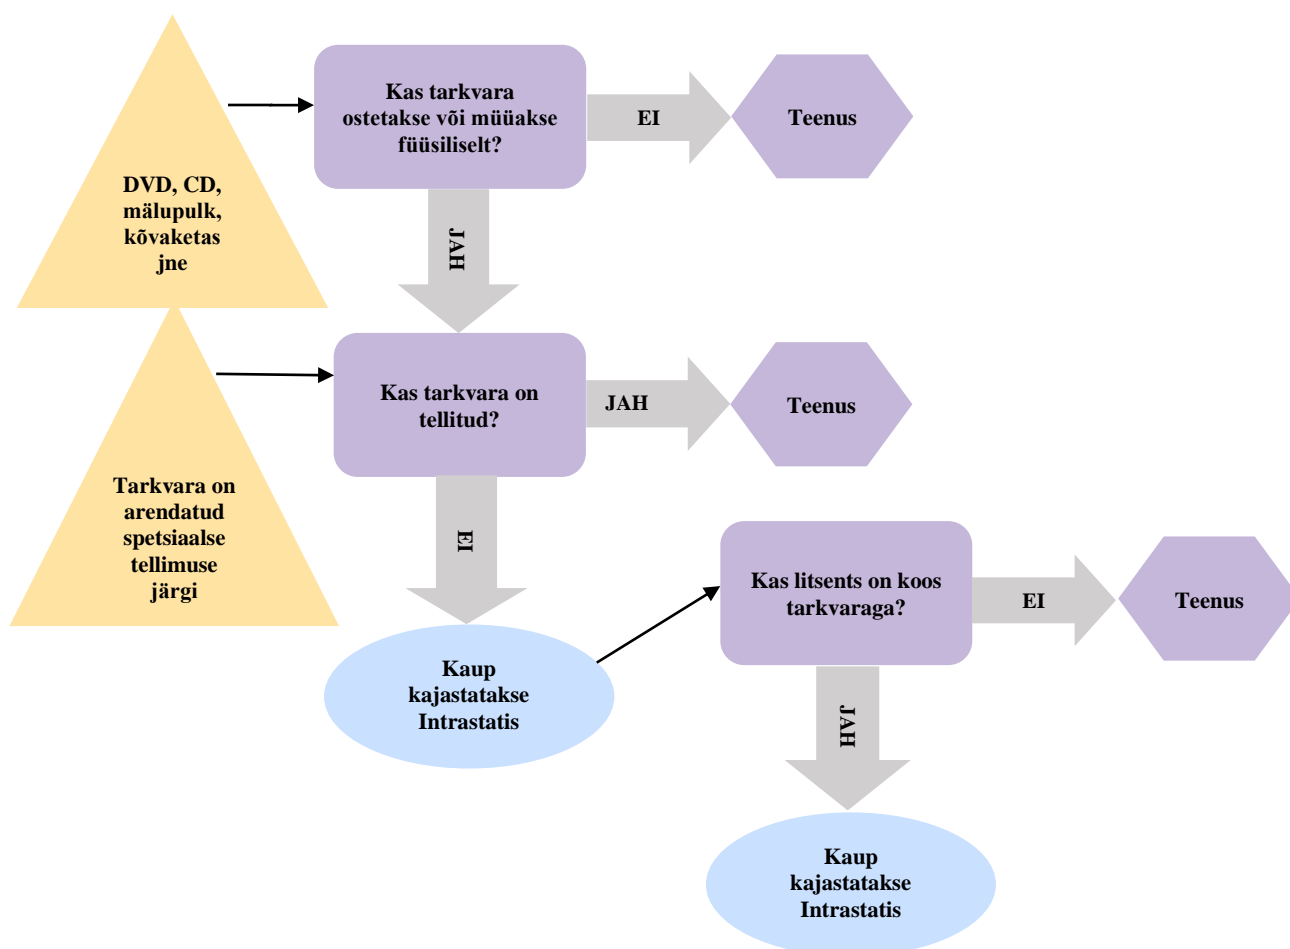 Kas tarkvara
ostetakse või müüakse
füüsiliselt?
EI
Teenus
DVD, CD,
mälupulk,
kõvaketas
jne
JAH
Kas tarkvara on
tellitud?
JAH
Teenus
Tarkvara on
arendatud
spetsiaalse
tellimuse
järgi
EI
Kas litsents on koos
tarkvaraga?
EI
Teenus
Kaup
kajastatakse
Intrastatis
JAH
Kaup
kajastatakse
Intrastatis